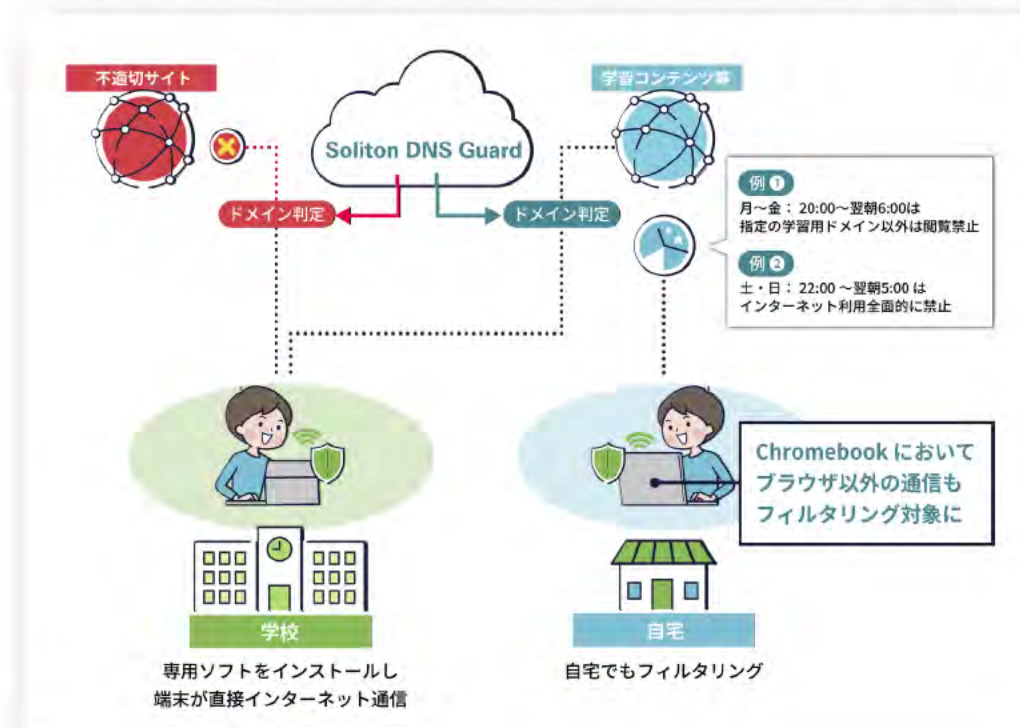 不適切サイト
Soliton DNS Guard
学習コンテンツ等
ドメイン判定
ドメイン判定
例❶
月～金： 20:00～翌朝6:00は
指定の学習用ドメイン以外は閲覧禁止
例❷
土・日： 22:00 ～翌朝5:00 は
インターネット利用全面的に禁止
Chromebook において
ブラウザ以外の通信も
フィルタリング対象に
学校
専用ソフトをインストールし
端末が直接インターネット通信
自宅
自宅でもフィルタリング